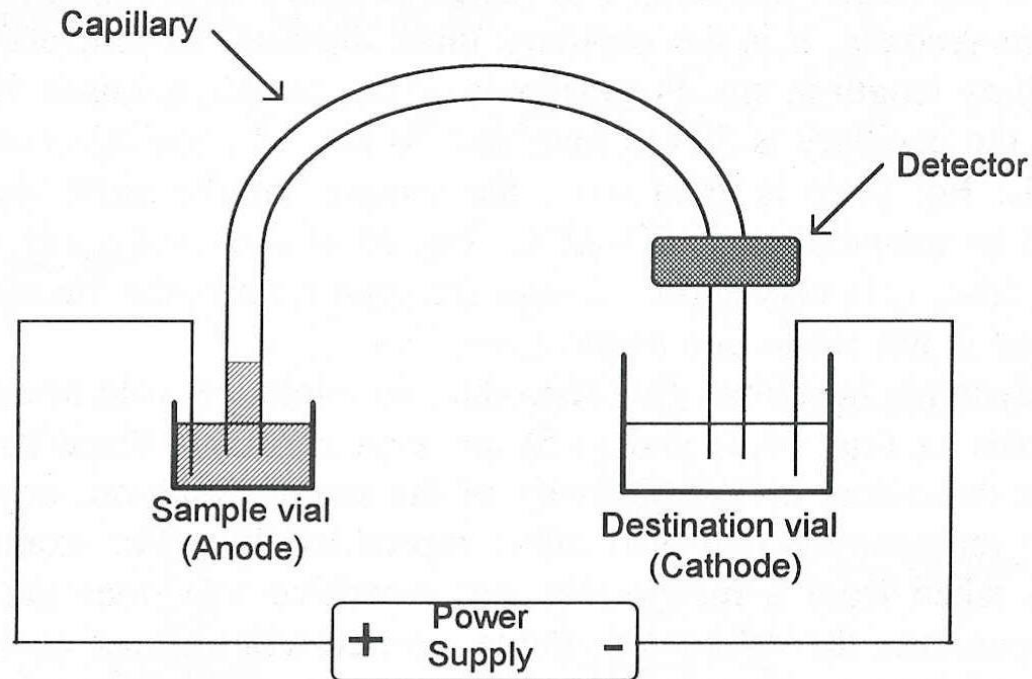 Capillary
Detector
Sample vial
(Anode)
Destination vial
(Cathode)
+ Power -
Supply